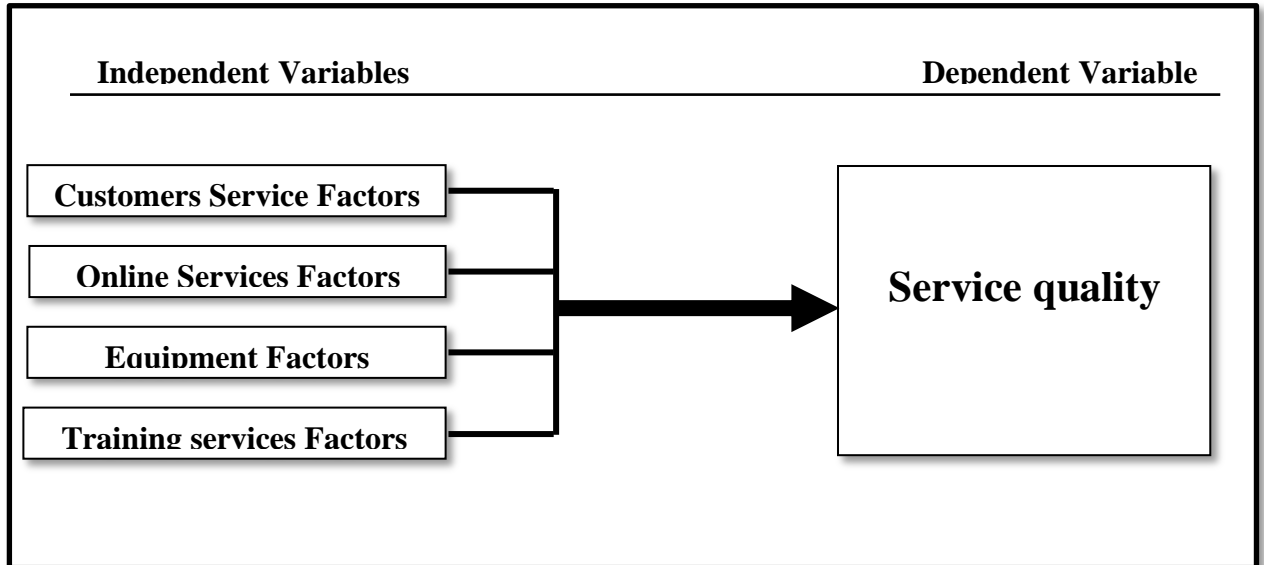 Independent Variables Dependent Variable
Customers Service Factors
Online Services Factors
Equipment Factors
Training services Factors
Service quality